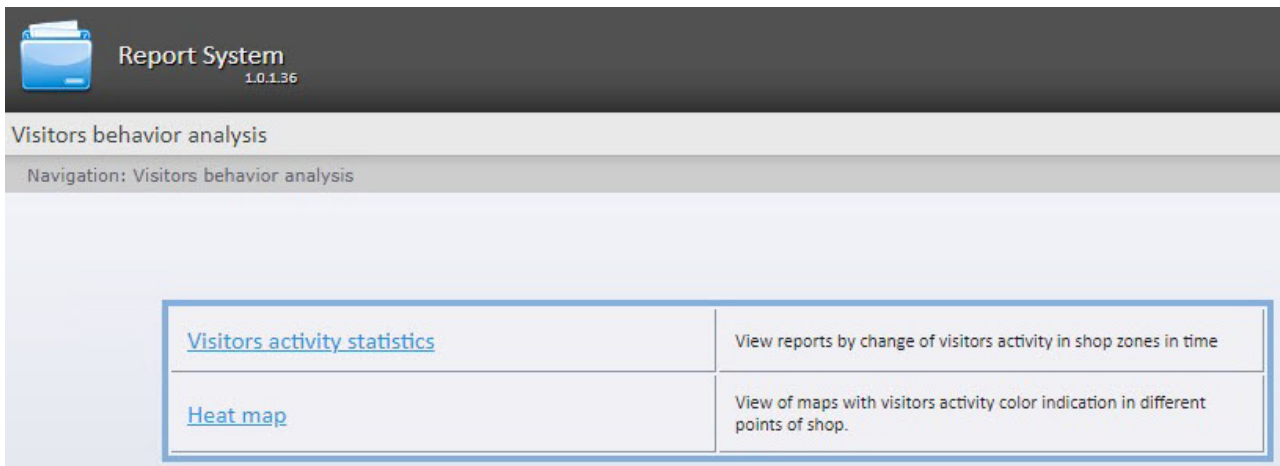 Report System
1.0.1.36
Visitors behavior analysis
Navigation: Visitors behavior analysis
Visitors activity statistics
View reports by change of visitors activity in shop zones in time
Heat map
View of maps with visitors activity color indication in different
points of shop.